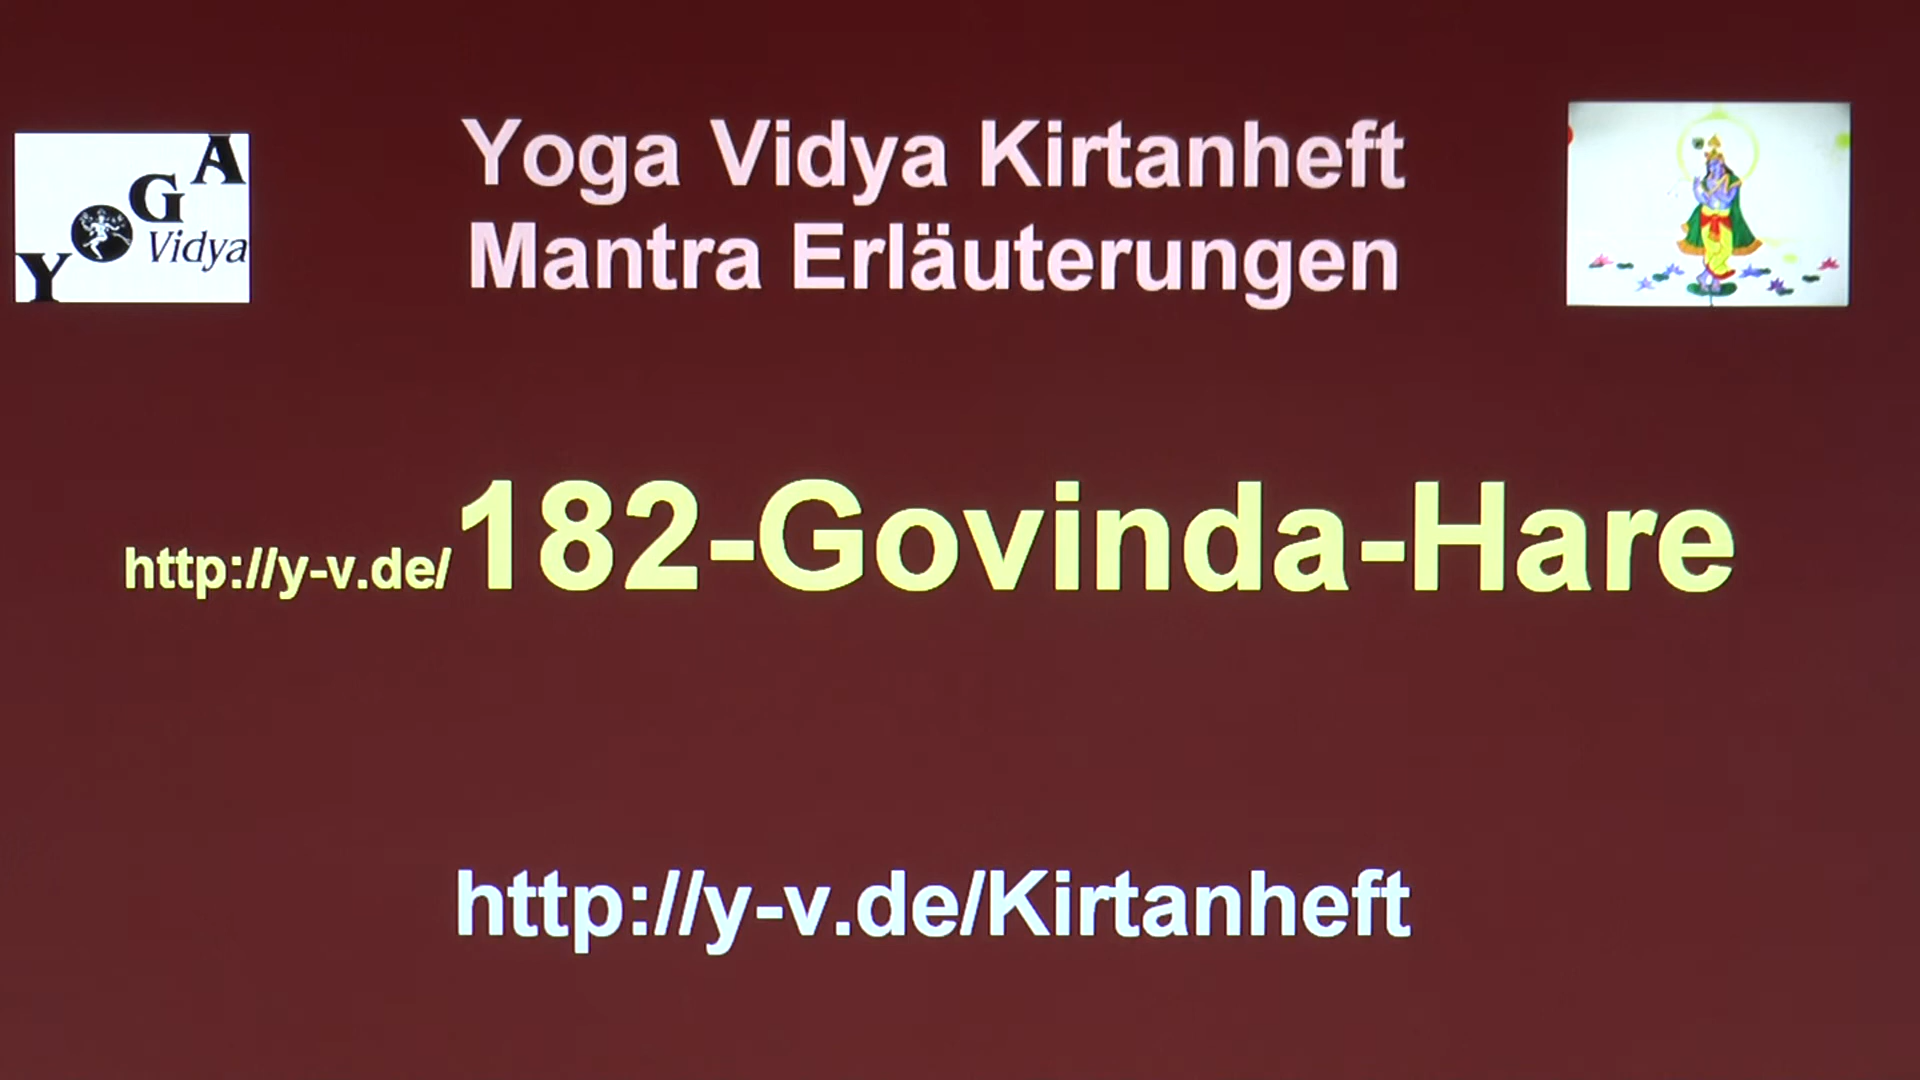 YOGA Vidya
Yoga Vidya Kirtanheft
Mantra Erläuterungen
http://y-v.de/182-Govinda-Hare
http://y-v.de/Kirtanheft